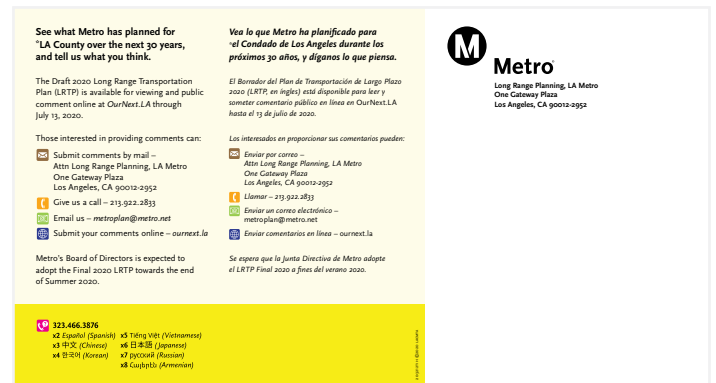 See what Metro has planned for
°LA County over the next 30 years,
and tell us what you think.
The Draft 2020 Long Range Transportation
Plan (LRTP) is available for viewing and public
comment online at OurNext.LA through
July 13, 2020.
Those interested in providing comments can:
Submit comments by mail –
Attn Long Range Planning, LA Metro
One Gateway Plaza
Los Angeles, CA 90012-2952
Give us a call – 213.922.2833
Email us – metroplan@metro.net
Submit your comments online – ournext.la
Metro's Board of Directors is expected to
adopt the Final 2020 LRTP towards the end
of Summer 2020.
Vea lo que Metro ha planificado para
°el Condado de Los Angeles durante los
próximos 30 años, y díganos lo que piensa.
El Borrador del Plan de Transportación de Largo Plazo
2020 (LRTP, en íngles) está disponible para leer y
someter comentario público en línea en OurNext.LA
hasta el 13 de julio de 2020.
Los interesados en proporcionar sus comentarios pueden:
Enviar por correo –
Attn Long Range Planning, LA Metro
One Gateway Plaza
Los Angeles, CA 90012-2952
Llamar – 213.922.2833
Enviar un correo electrónico –
metroplan@metro.net
Enviar comentarios en línea – ournext.la
Se espera que la Junta Directiva de Metro adopte
el LRTP Final 2020 a fines del verano 2020.
323.466.3876
x2 Español (Spanish) x5 Tiếng Việt (Vietnamese)
x3 中文 (Chinese) x6 日本語 (Japanese)
x4 한국어 (Korean) x7 русский (Russian)
x8 Հայերէն (Armenian)
M
Metro
Long Range Planning, LA Metro
One Gateway Plaza
Los Angeles, CA 90012-2952